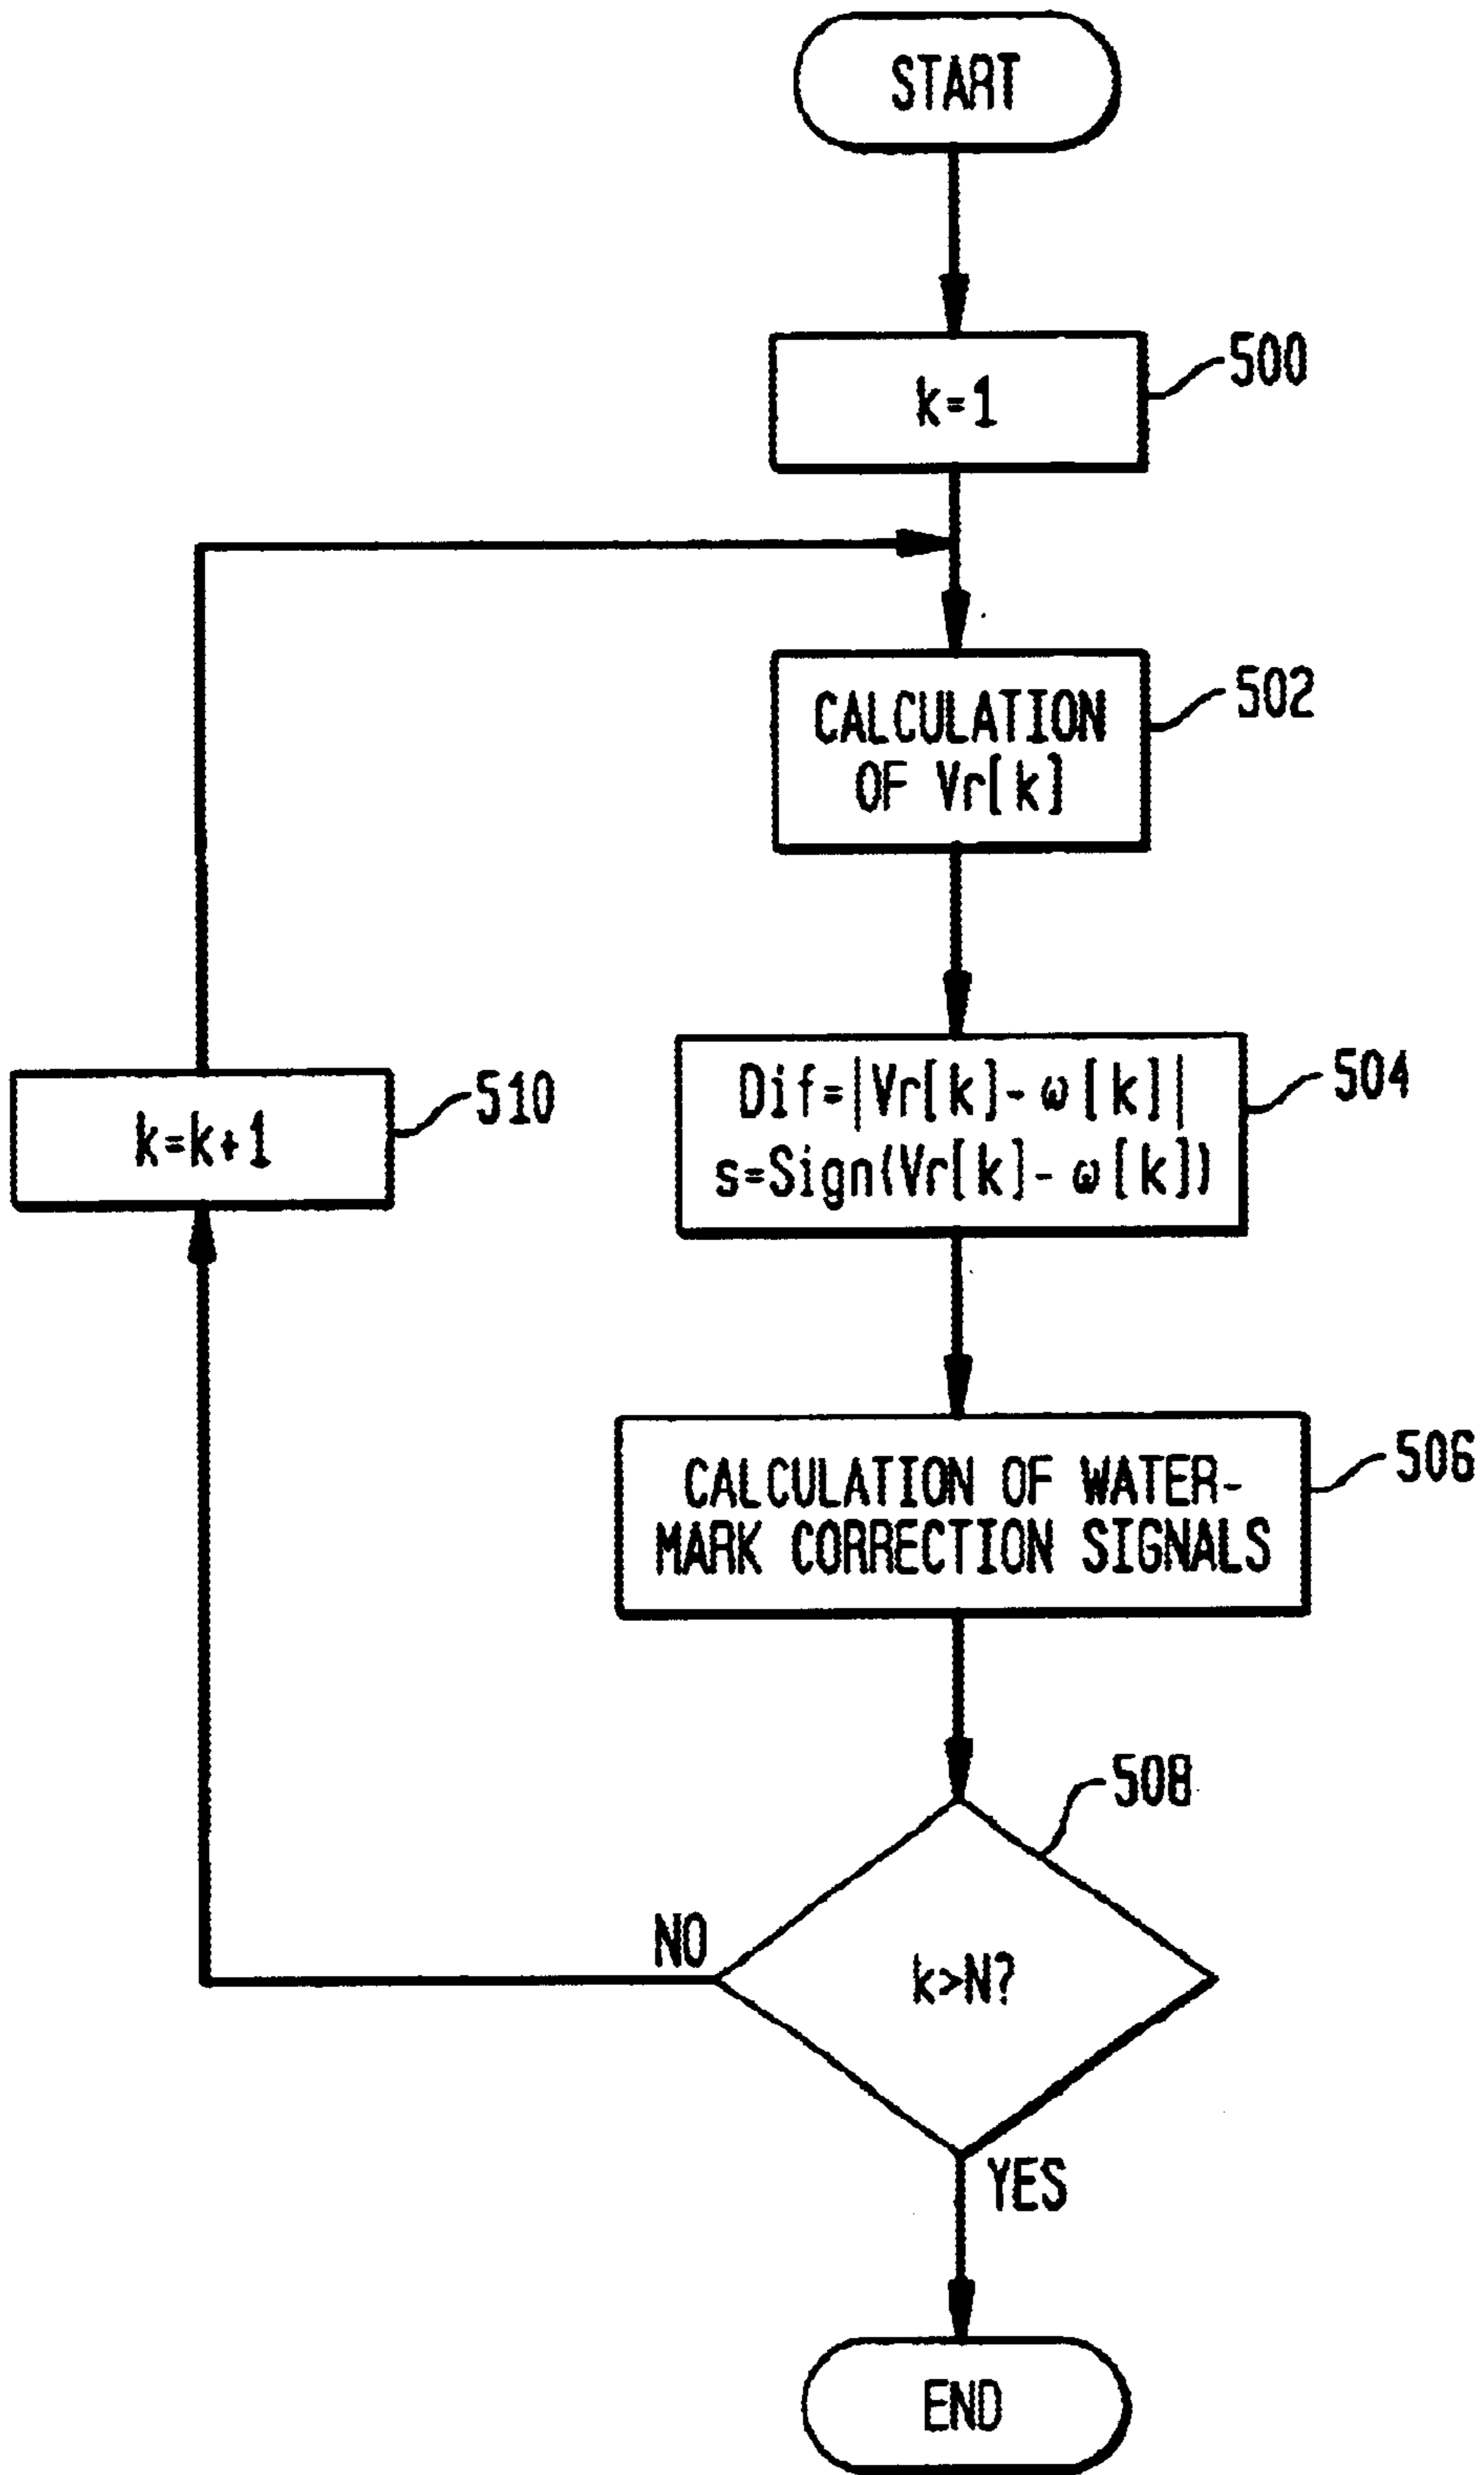 START
k=1
500
CALCULATION
OF Vr[k]
502
Dif=|Vr[k]-ω[k]|
s=Sign(Vr[k]-ω[k])
504
k=k+1
510
CALCULATION OF WATER-
MARK CORRECTION SIGNALS
506
508
NO
k>N?
YES
END